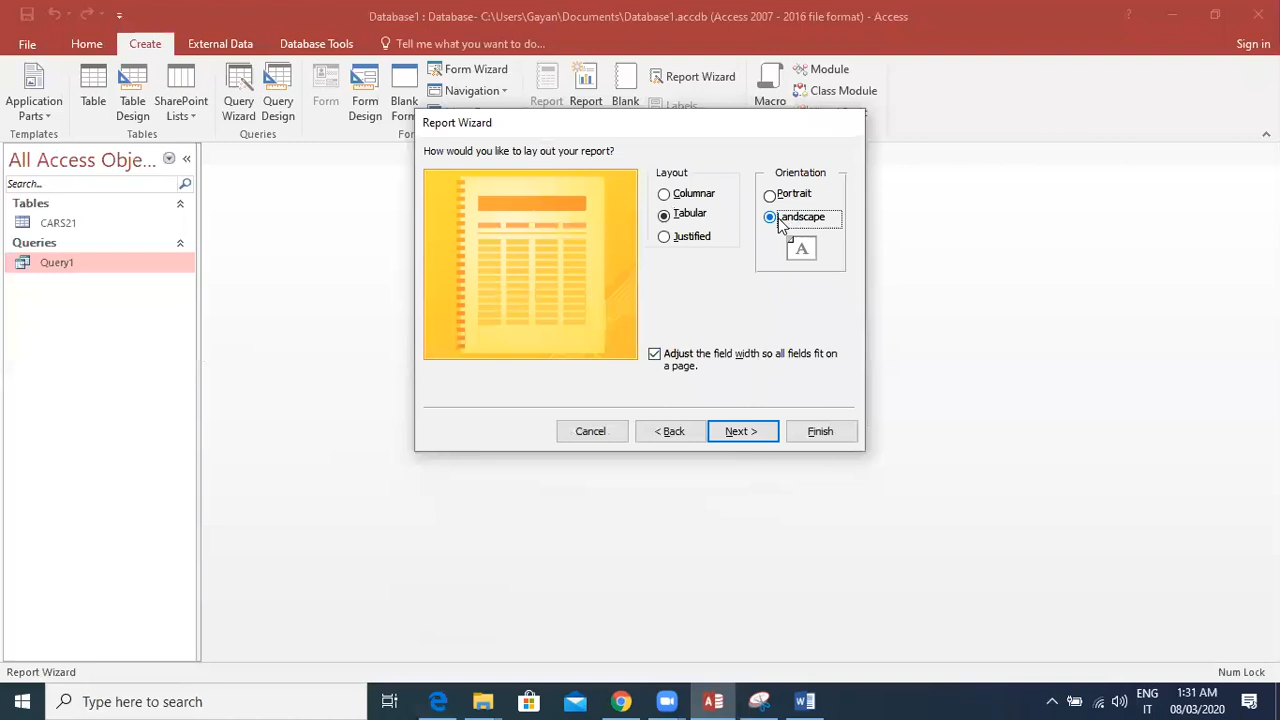 Database1 : Database- C:\Users\Gayan\Documents\Database1.accdb (Access 2007 - 2016 file format) - Access
File Home Create External Data Database Tools Tell me what you want to do... Sign in
Application Parts
Table
Table Design
SharePoint Lists
Query Wizard
Query Design
Form
Form Design
Blank
Form Wizard
Navigation
Report
Report
Blank
Report Wizard
Labels
Macro
Module
Class Module
Templates Tables Queries
Report Wizard
How would you like to lay out your report?
Layout
Columnar
Tabular
Justified
Orientation
Portrait
Landscape
A
Adjust the field width so all fields fit on
a page.
Cancel < Back Next > Finish
All Access Obje...
Search...
Tables
CARS21
Queries
Query1
Report Wizard Num Lock
Type here to search
ENG
IT
1:31 AM
08/03/2020